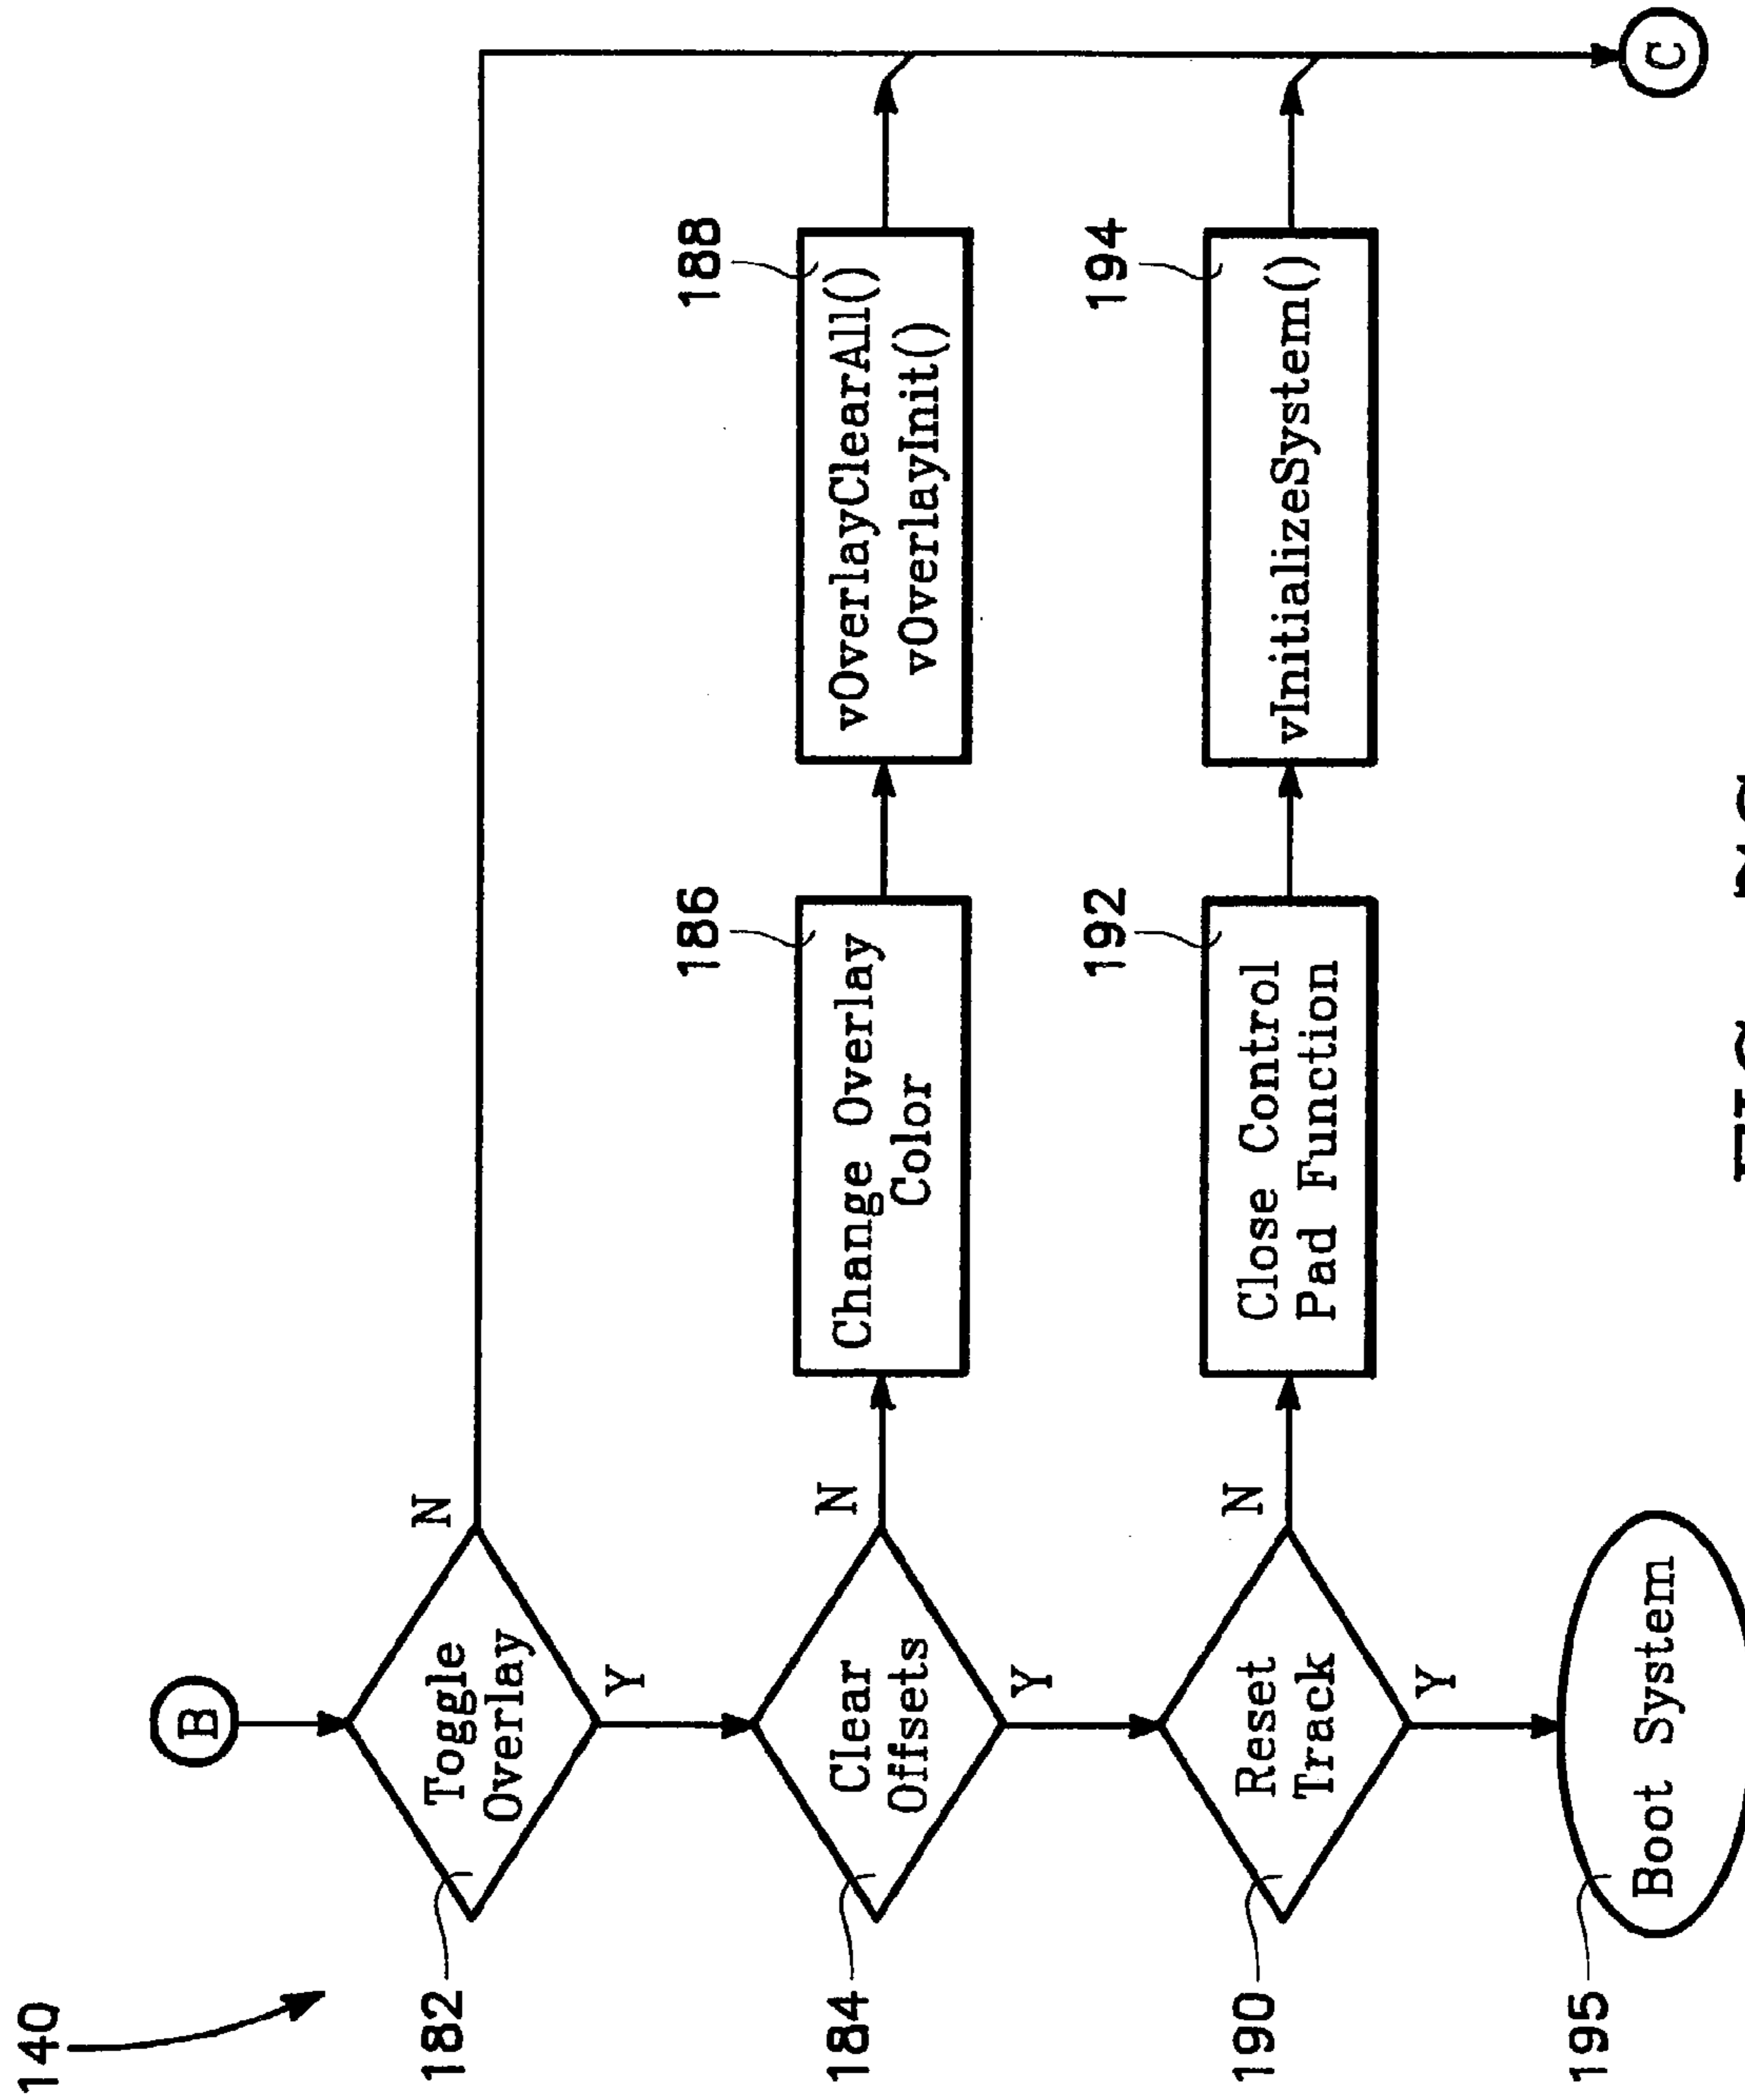 140
B
182
Toggle
Overlay
N
Y
184
Clear
Offsets
N
Y
186
Change Overlay
Color
188
vOverlayClearAll()
vOverlayInit()
190
Reset
Track
N
Y
192
Close Control
Pad Function
194
vInitializeSystem()
195
Boot System
C